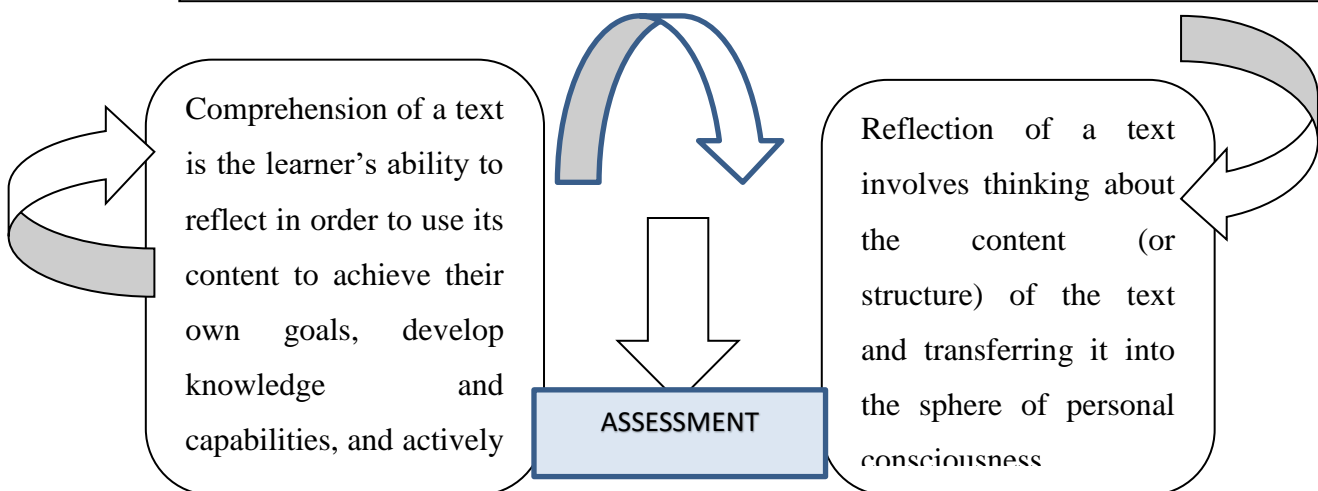 Comprehension of a text
is the learner’s ability to
reflect in order to use its
content to achieve their
own goals, develop
knowledge and
capabilities, and actively
ASSESSMENT
Reflection of a text
involves thinking about
the content (or
structure) of the text
and transferring it into
the sphere of personal
consciousness